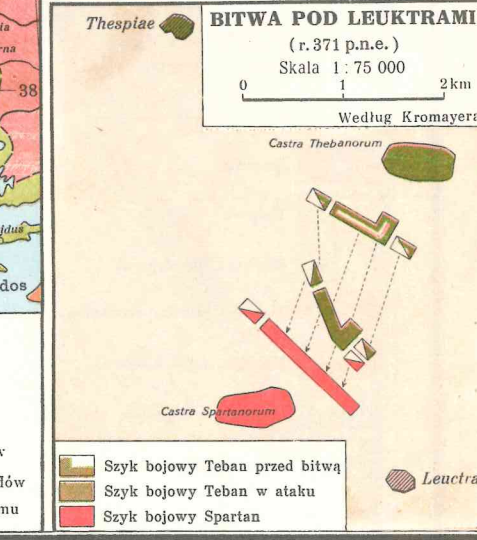 Thespiae
BITWA POD LEUKTRAMI
(r. 371 p.n.e.)
Skala 1 : 75 000
0 1 2 km
Według Kromayera
Castra Thebanorum
38
Castra Spartanorum
Szyk bojowy Teban przed bitwą
Szyk bojowy Teban w ataku
Szyk bojowy Spartan
Leuctra